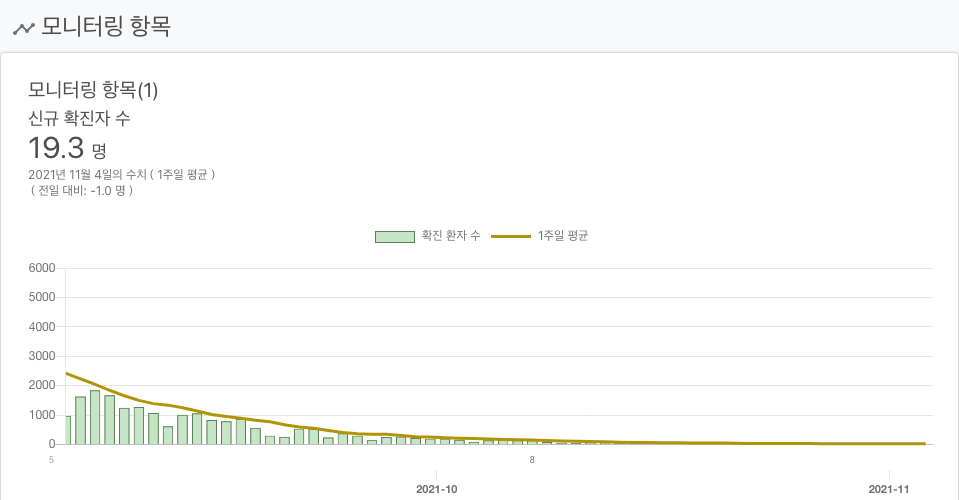 모니터링 항목
모니터링 항목(1)
신규 확진자 수
19.3 명
2021년 11월 4일의 수치 ( 1주일 평균 )
( 전일 대비: -1.0 명 )
확진 환자 수 1주일 평균
6000
5000
4000
3000
2000
1000
0
5 8
2021-10 2021-11